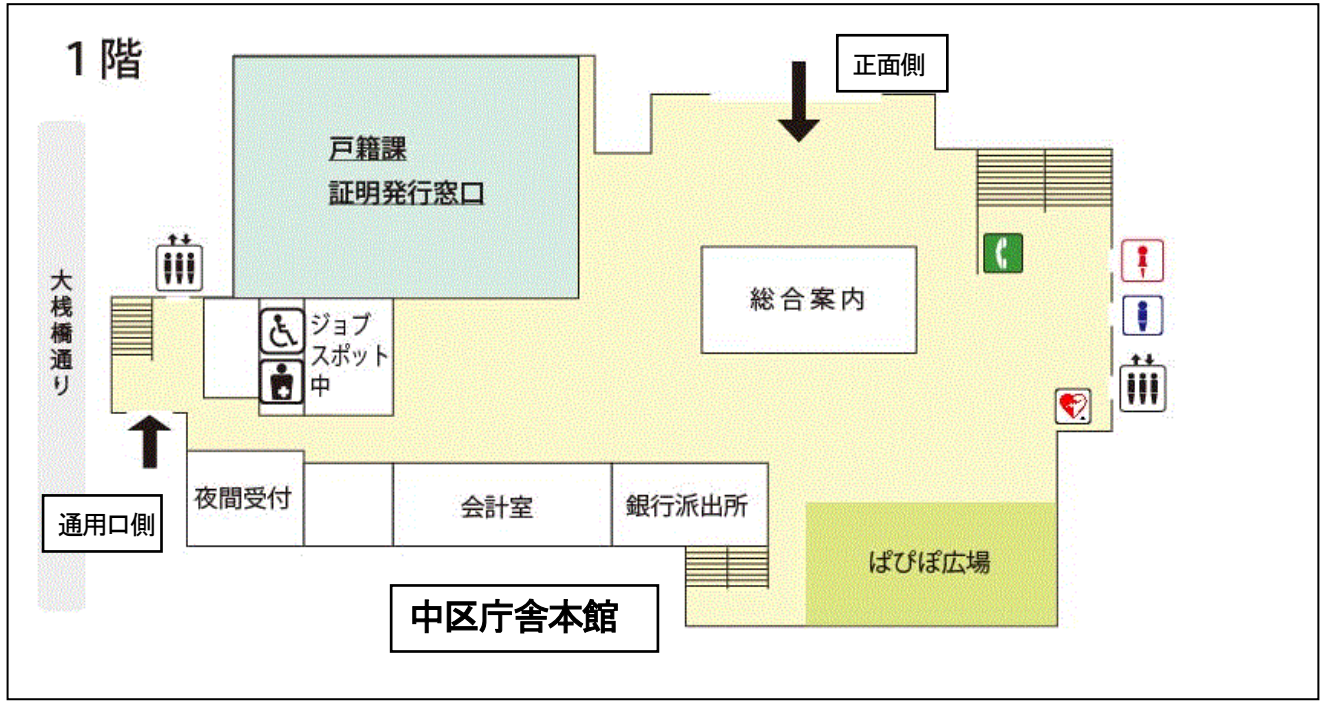 1階
正面側
戸籍課
証明発行窓口
大桟橋通り
総合案内
ジョブ
スポット
中
夜間受付
会計室
銀行派出所
通用口側
ぱぴぽ広場
中区庁舎本館